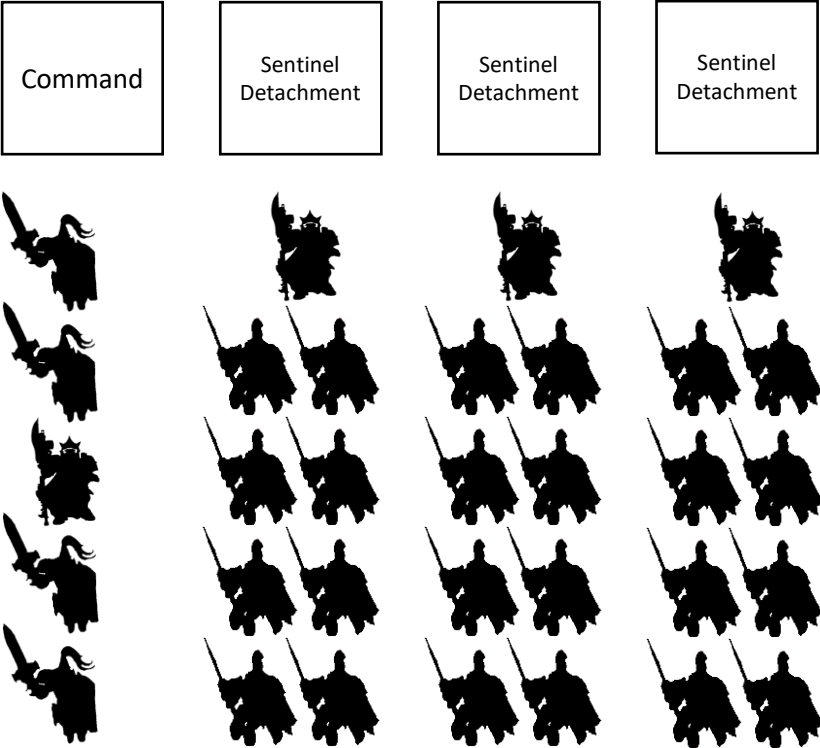 Command
Sentinel
Detachment
Sentinel
Detachment
Sentinel
Detachment